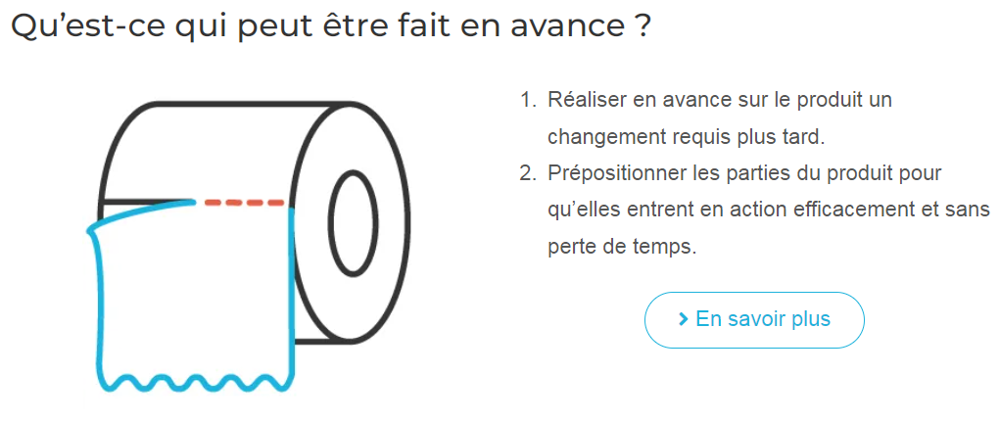 Qu’est-ce qui peut être fait en avance ?
1. Réaliser en avance sur le produit un
changement requis plus tard.
2. Prépositionner les parties du produit pour
qu’elles entrent en action efficacement et sans
perte de temps.
En savoir plus